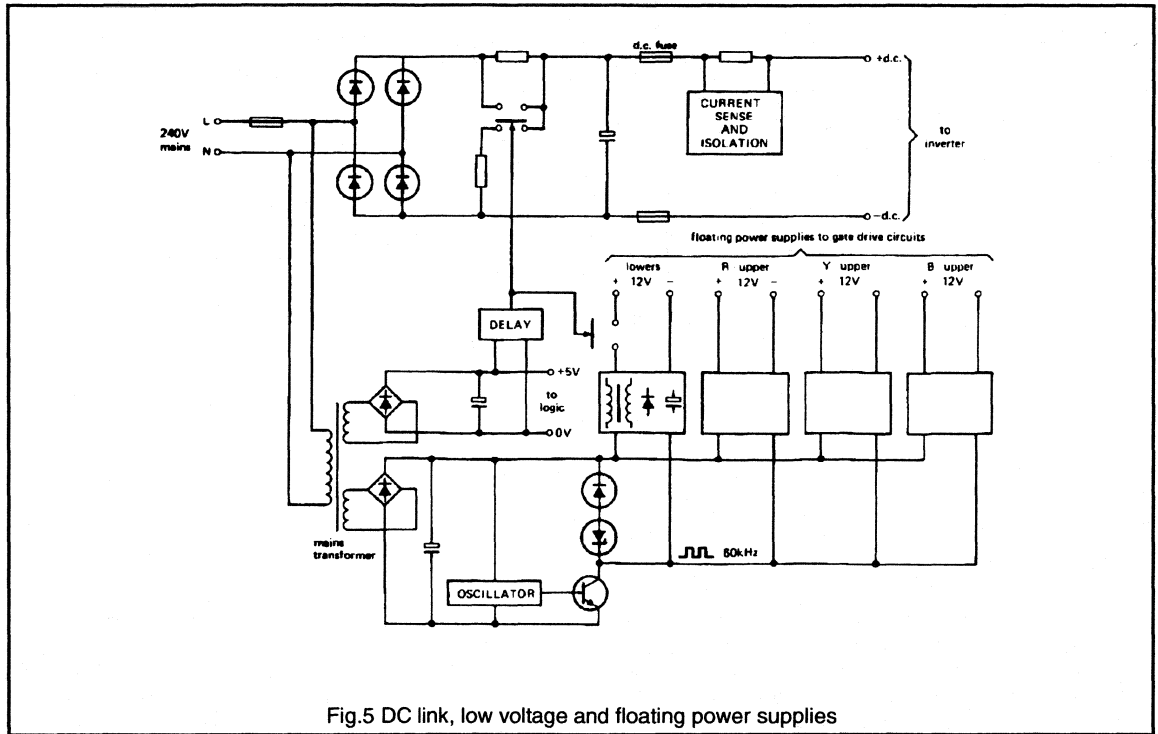 d.c. fuse
+d.c.
CURRENT
SENSE
AND
ISOLATION
L
240V
mains
N
to
inverter
−d.c.
floating power supplies to gate drive circuits
lowers
R upper
Y upper
B upper
+ 12V −
+ 12V −
+ 12V
+ 12V
DELAY
+5V
to
logic
0V
mains
transformer
60kHz
OSCILLATOR
Fig.5 DC link, low voltage and floating power supplies